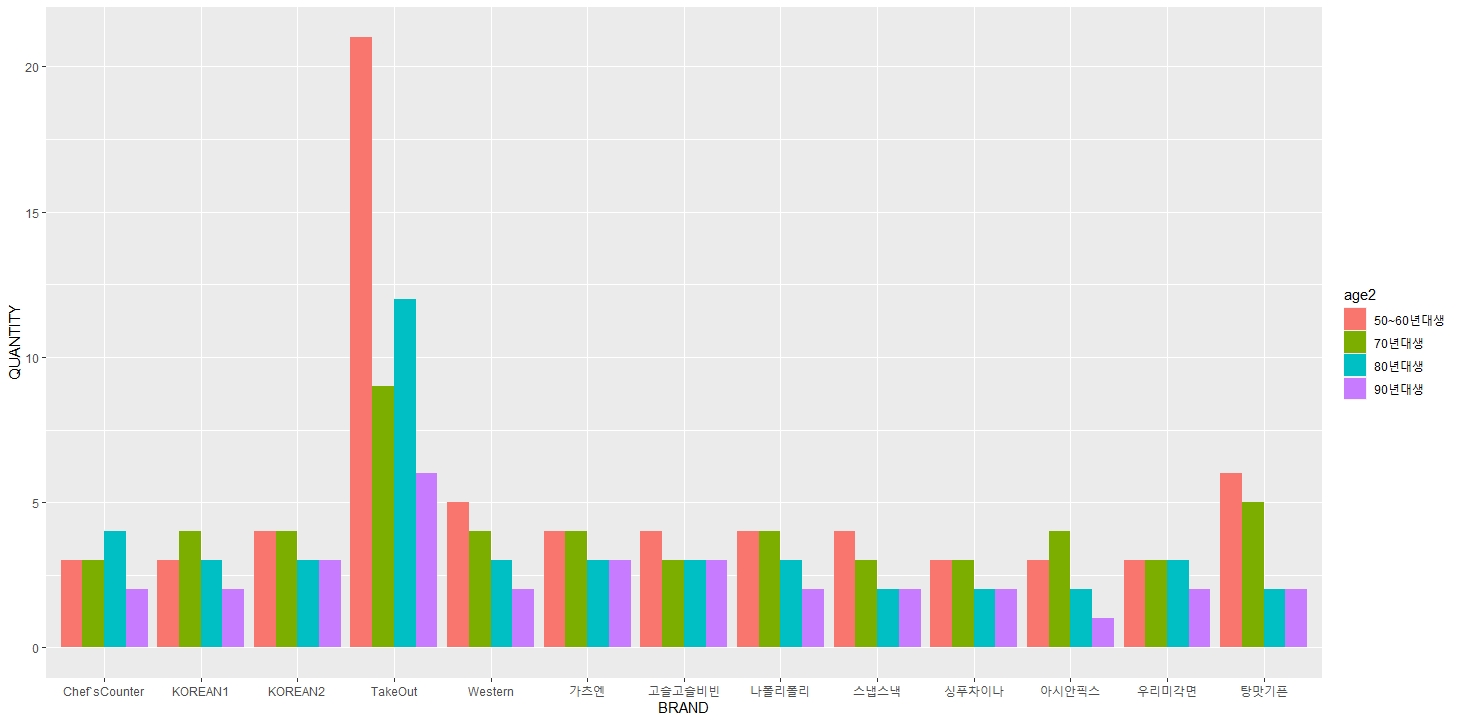 20
15
10
5
0
QUANTITY
Chef`sCounter
KOREAN1
KOREAN2
TakeOut
Western
가츠엔
고슬고슬비빈
나폴리폴리
스냅스낵
싱푸차이나
아시안픽스
우리미각면
탕맛기픈
BRAND
age2
50~60년대생
70년대생
80년대생
90년대생